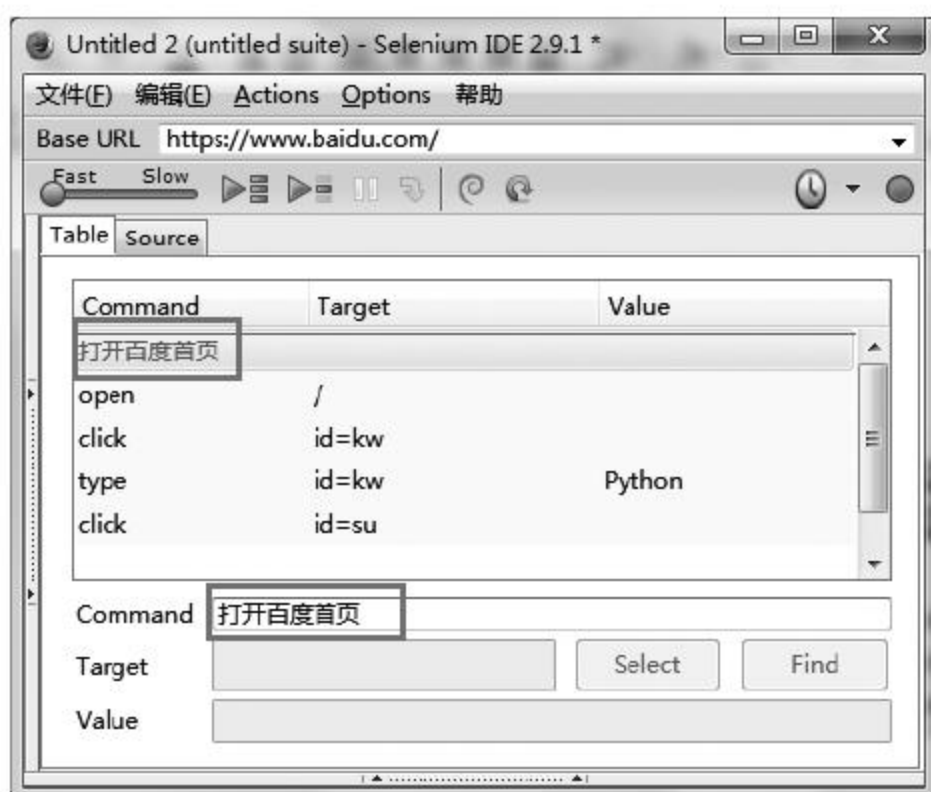 Untitled 2 (untitled suite) - Selenium IDE 2.9.1 *
文件(F) 编辑(E) Actions Options 帮助
Base URL https://www.baidu.com/
Fast Slow
Table Source
Command Target Value
打开百度首页
open /
click id=kw
type id=kw Python
click id=su
Command 打开百度首页
Target Select Find
Value